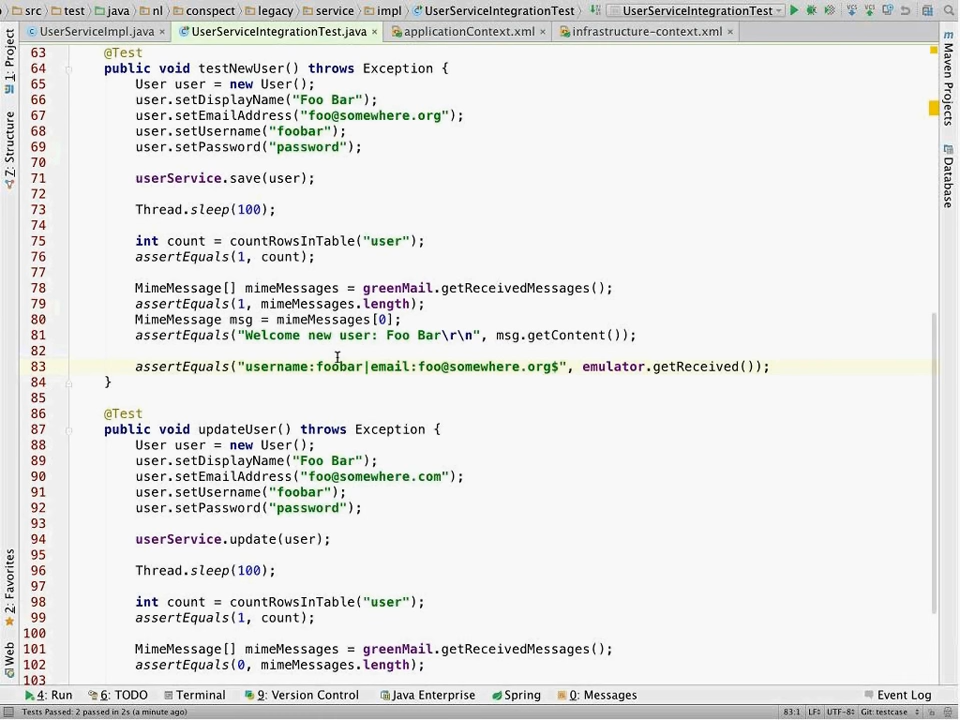 src test java nl conspect legacy service impl UserServiceIntegrationTest UserServiceIntegrationTest
UserServiceImpl.java × UserServiceIntegrationTest.java × applicationContext.xml × infrastructure-context.xml ×
1: Project
Z: Structure
2: Favorites
Web
Maven Projects
Database
63 @Test
64 public void testNewUser() throws Exception {
65 User user = new User();
66 user.setDisplayName("Foo Bar");
67 user.setEmailAddress("foo@somewhere.org");
68 user.setUsername("foobar");
69 user.setPassword("password");
70
71 userService.save(user);
72
73 Thread.sleep(100);
74
75 int count = countRowsInTable("user");
76 assertEquals(1, count);
77
78 MimeMessage[] mimeMessages = greenMail.getReceivedMessages();
79 assertEquals(1, mimeMessages.length);
80 MimeMessage msg = mimeMessages[0];
81 assertEquals("Welcome new user: Foo Bar\r\n", msg.getContent());
82
83 assertEquals("username:foobar|email:foo@somewhere.org$", emulator.getReceived());
84 }
85
86 @Test
87 public void updateUser() throws Exception {
88 User user = new User();
89 user.setDisplayName("Foo Bar");
90 user.setEmailAddress("foo@somewhere.com");
91 user.setUsername("foobar");
92 user.setPassword("password");
93
94 userService.update(user);
95
96 Thread.sleep(100);
97
98 int count = countRowsInTable("user");
99 assertEquals(1, count);
100
101 MimeMessage[] mimeMessages = greenMail.getReceivedMessages();
102 assertEquals(0, mimeMessages.length);
103
4: Run 6: TODO Terminal 9: Version Control Java Enterprise Spring 0: Messages Event Log
Tests Passed: 2 passed in 2s (a minute ago) 83:1 LF UTF-8 Git: testcase